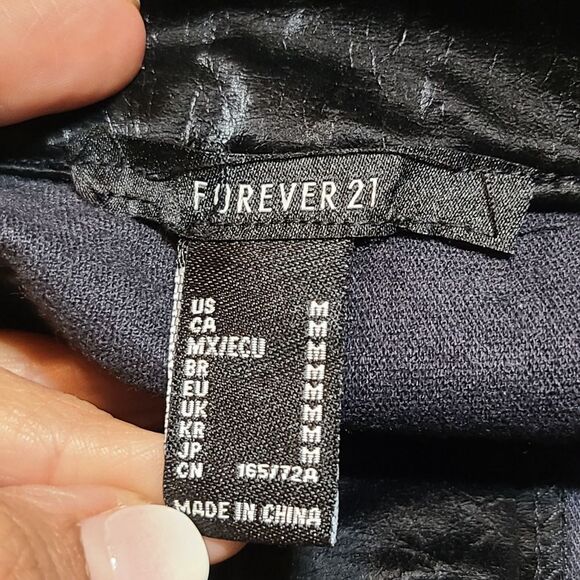 FOREVER 21
US M
CA M
MX/ECU M
BR M
EU M
UK M
KR M
JP M
CN 165/72A
MADE IN CHINA